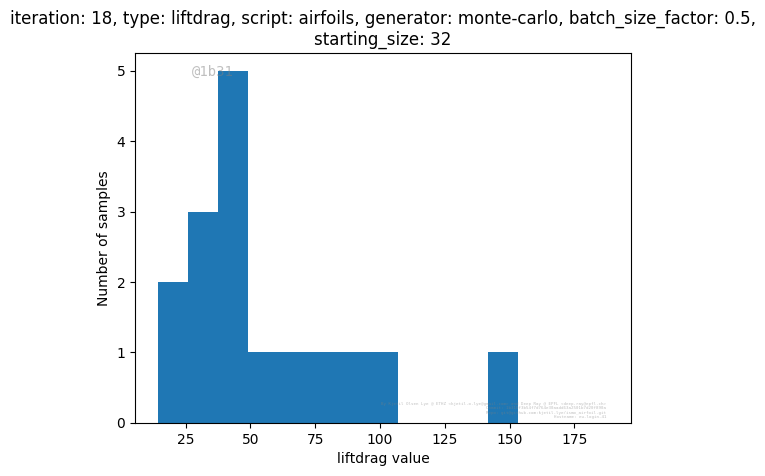 iteration: 18, type: liftdrag, script: airfoils, generator: monte-carlo, batch_size_factor: 0.5,
starting_size: 32
@1b31
5
4
3
2
1
0
Number of samples
25 50 75 100 125 150 175
liftdrag value